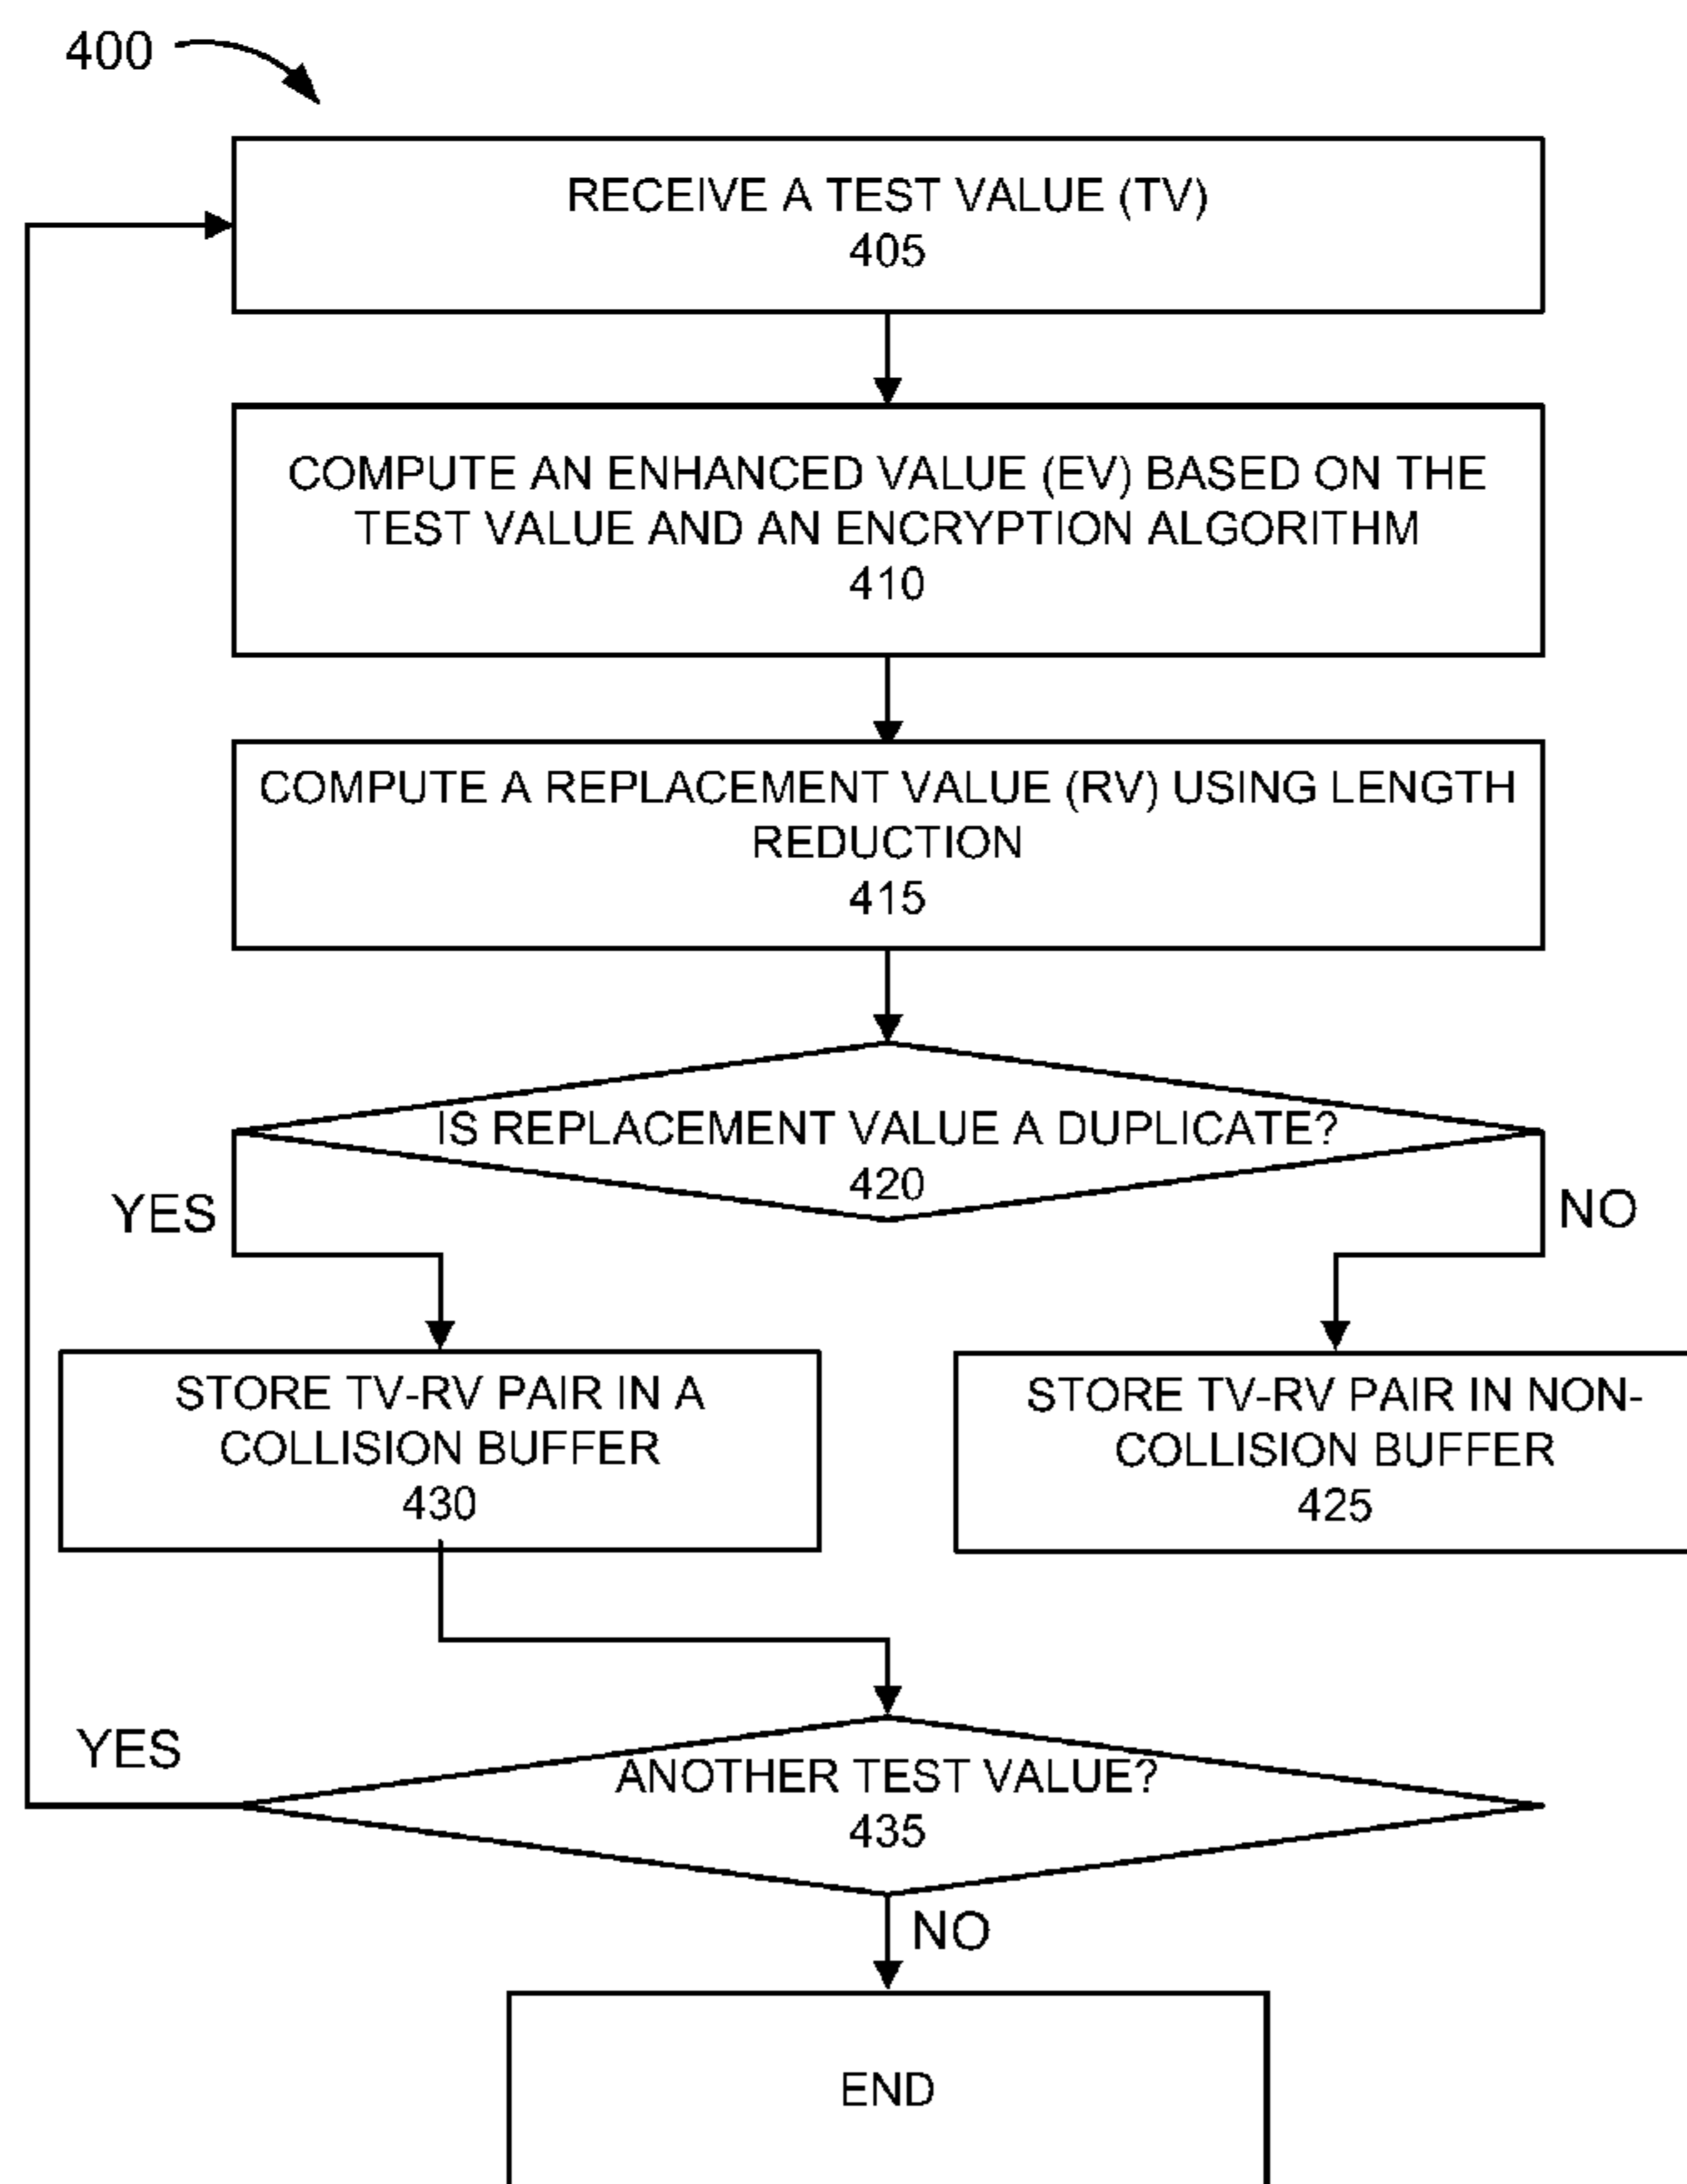 400
RECEIVE A TEST VALUE (TV)
405
COMPUTE AN ENHANCED VALUE (EV) BASED ON THE
TEST VALUE AND AN ENCRYPTION ALGORITHM
410
COMPUTE A REPLACEMENT VALUE (RV) USING LENGTH
REDUCTION
415
IS REPLACEMENT VALUE A DUPLICATE?
420
YES
NO
STORE TV-RV PAIR IN A
COLLISION BUFFER
430
STORE TV-RV PAIR IN NON-
COLLISION BUFFER
425
YES
ANOTHER TEST VALUE?
435
NO
END